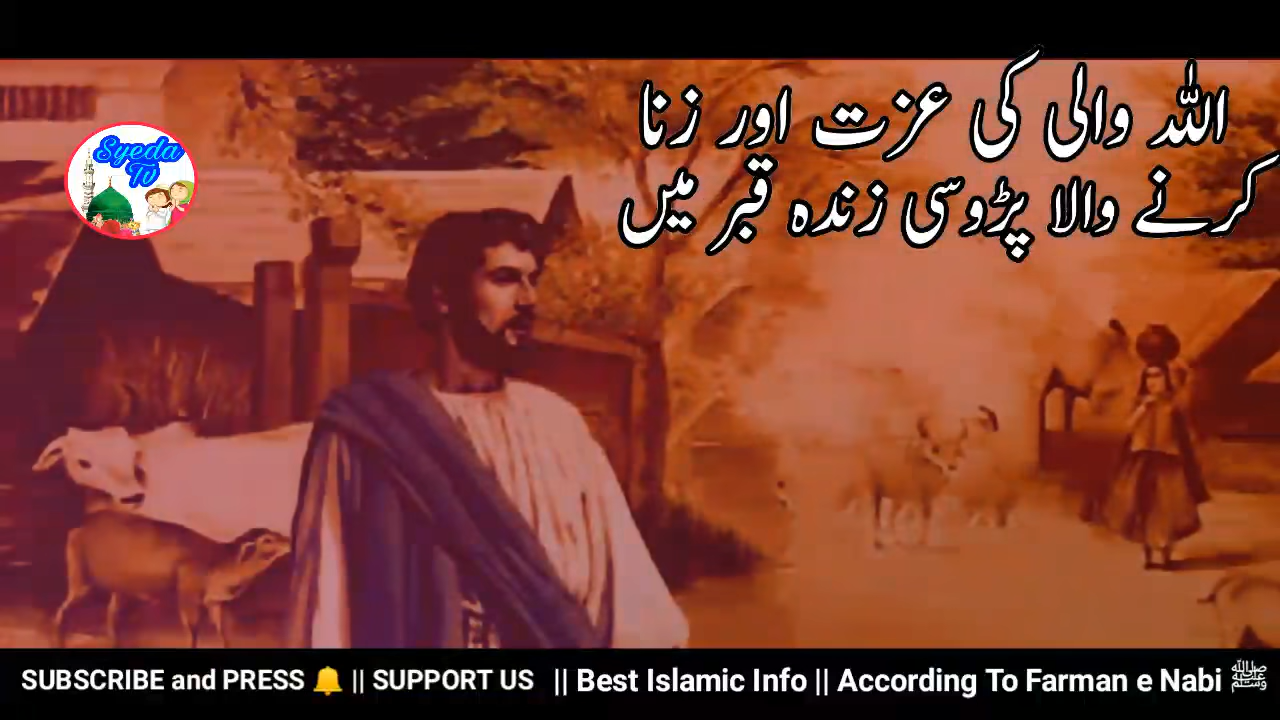 اللہ والی کی عزت اور زنا
کرنے والا پڑوسی زندہ قبر میں
Syeda
Tv
SUBSCRIBE and PRESS 🔔 || SUPPORT US || Best Islamic Info || According To Farman e Nabi ﷺ